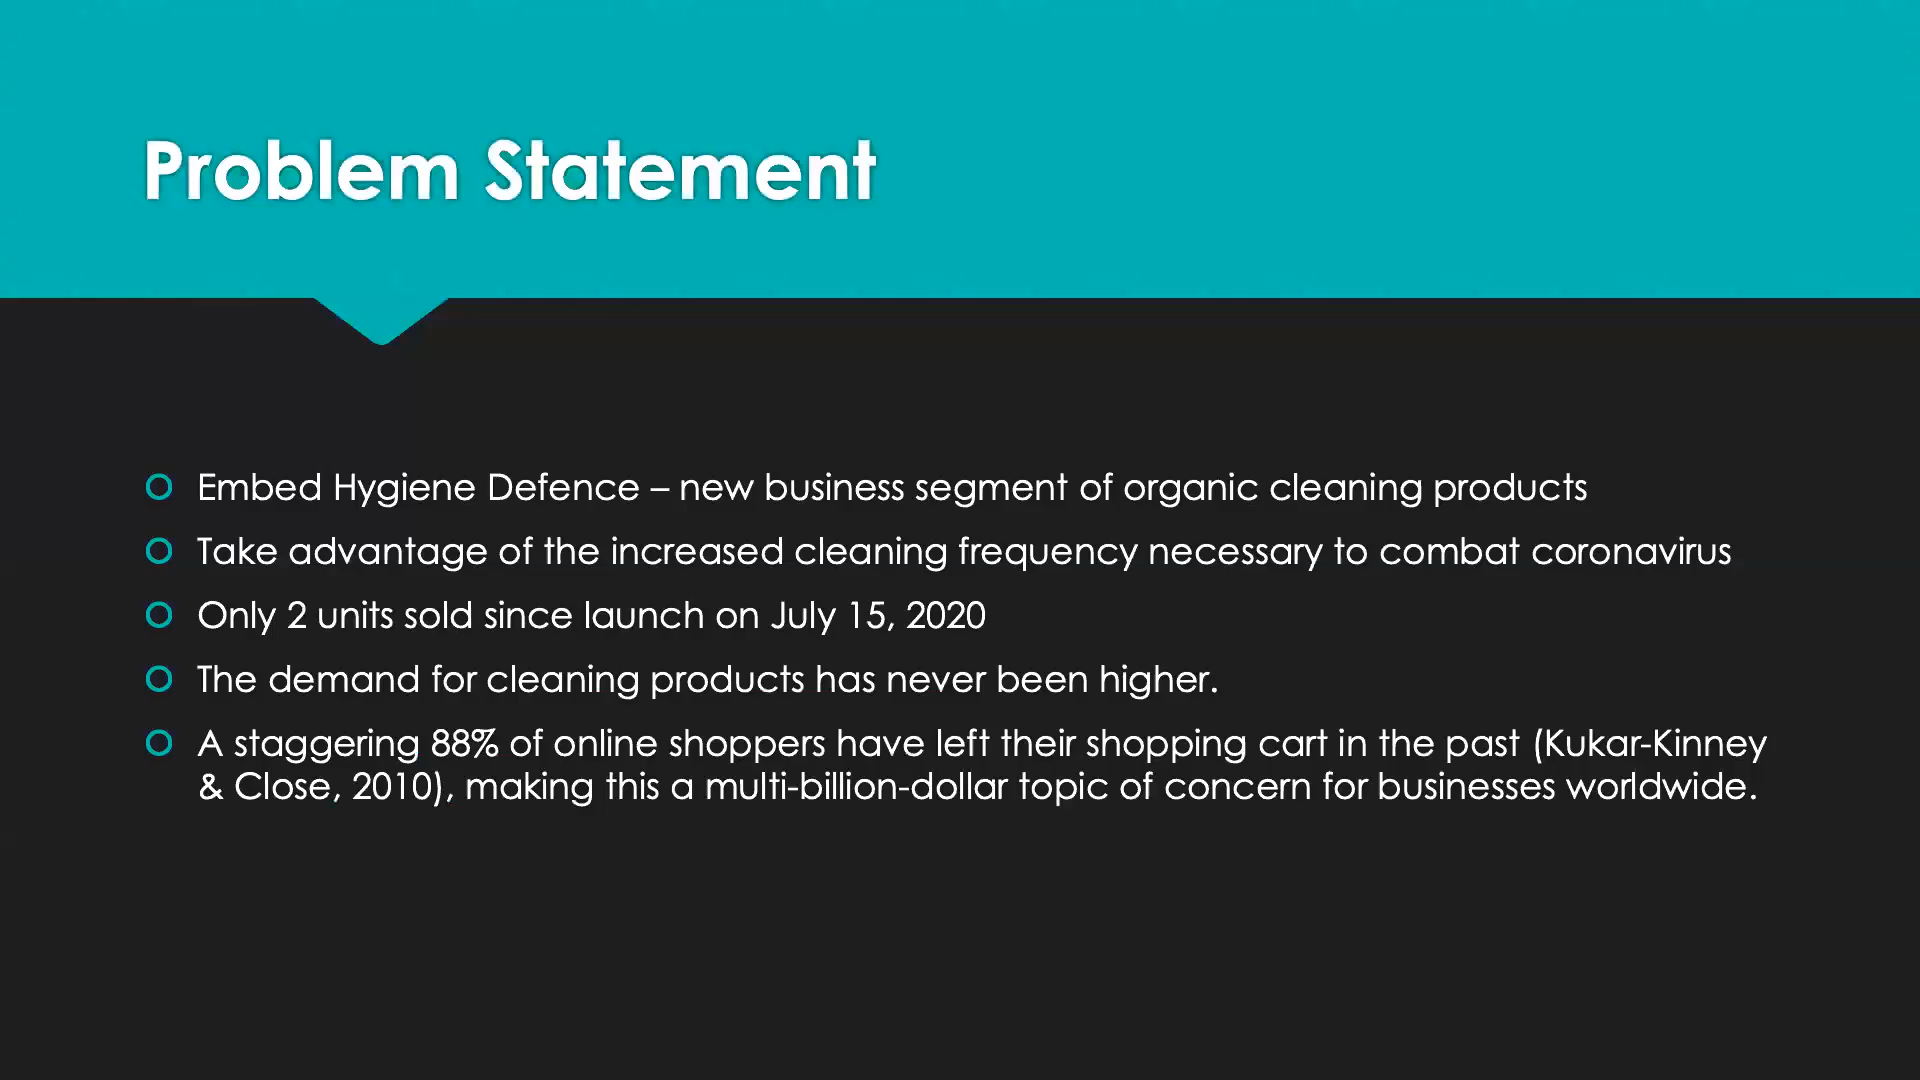 Problem Statement
Embed Hygiene Defence – new business segment of organic cleaning products
Take advantage of the increased cleaning frequency necessary to combat coronavirus
Only 2 units sold since launch on July 15, 2020
The demand for cleaning products has never been higher.
A staggering 88% of online shoppers have left their shopping cart in the past (Kukar-Kinney
& Close, 2010), making this a multi-billion-dollar topic of concern for businesses worldwide.